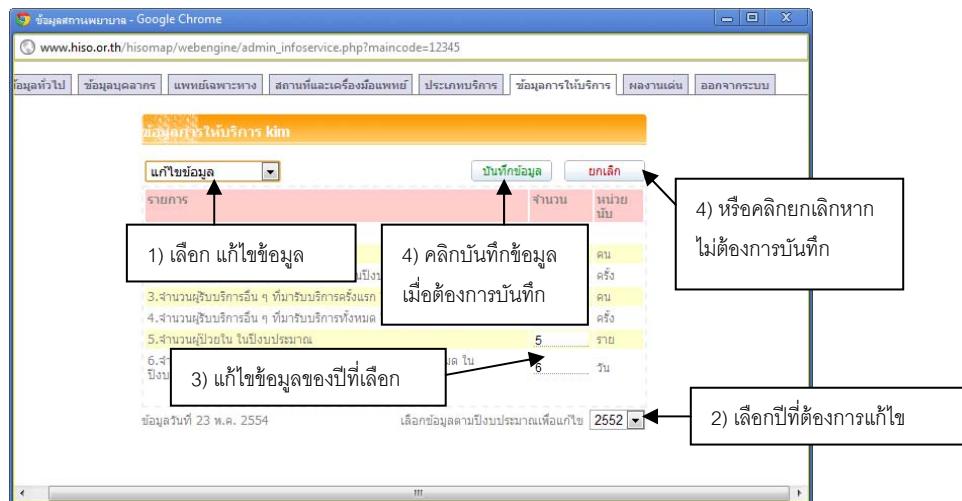 ข้อมูลสถานพยาบาล - Google Chrome
www.hiso.or.th/hisomap/webengine/admin_infoservice.php?maincode=12345
ข้อมูลทั่วไป ข้อมูลบุคลากร แพทย์เฉพาะทาง สถานที่และเครื่องมือแพทย์ ประเภทบริการ ข้อมูลการให้บริการ ผลงานเด่น ออกจากระบบ
ข้อมูลการให้บริการ kim
แก้ไขข้อมูล บันทึกข้อมูล ยกเลิก
รายการ จำนวน หน่วย
นับ
4) หรือคลิกยกเลิกหาก
ไม่ต้องการบันทึก
1) เลือก แก้ไขข้อมูล
4) คลิกบันทึกข้อมูล
เมื่อต้องการบันทึก
คน
ครั้ง
3.จำนวนผู้รับบริการอื่น ๆ ที่มารับบริการครั้งแรก คน
4.จำนวนผู้รับบริการอื่น ๆ ที่มารับบริการทั้งหมด ครั้ง
5.จำนวนผู้ป่วยใน ในปีงบประมาณ 5 ราย
ใน
6 วัน
3) แก้ไขข้อมูลของปีที่เลือก
ข้อมูลวันที่ 23 พ.ค. 2554 เลือกข้อมูลตามปีงบประมาณเพื่อแก้ไข 2552
2) เลือกปีที่ต้องการแก้ไข